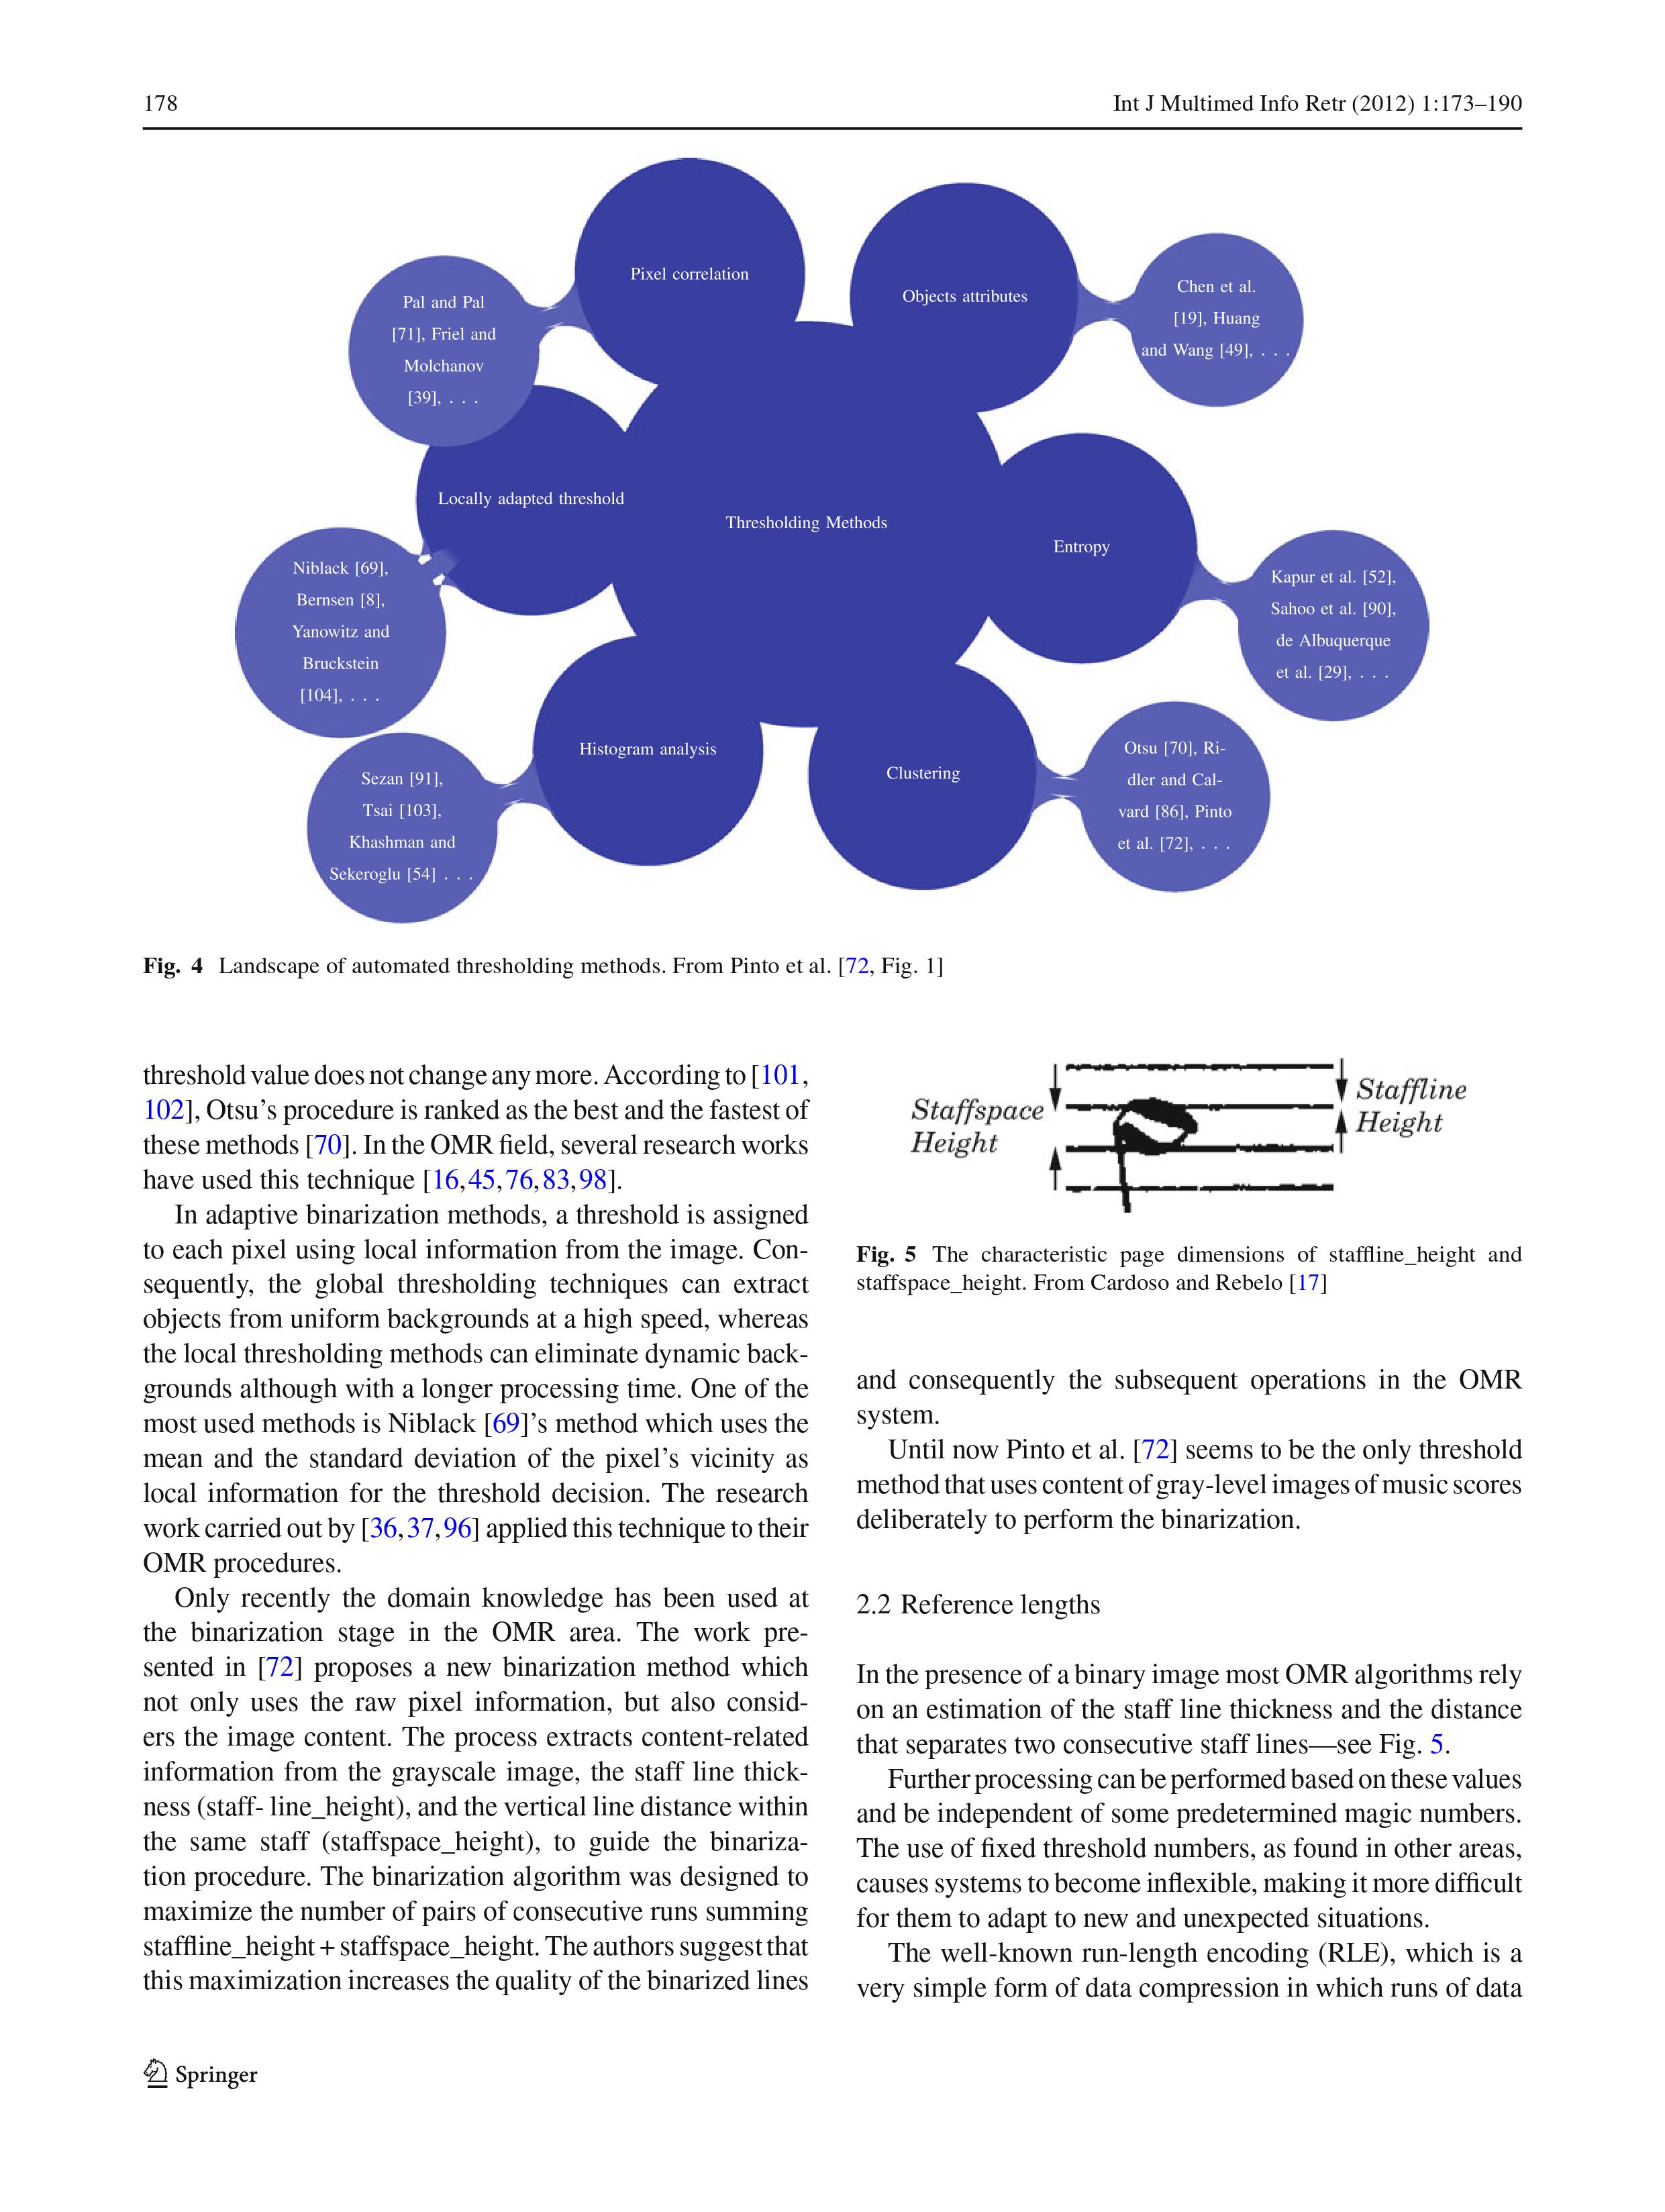 178
Int J Multimed Info Retr (2012) 1:173–190
Pixel correlation
Objects attributes
Pal and Pal
[71], Friel and
Molchanov
[39], . . .
Chen et al.
[19], Huang
and Wang [49], . . .
Locally adapted threshold
Thresholding Methods
Entropy
Niblack [69],
Bernsen [8],
Yanowitz and
Bruckstein
[104], . . .
Kapur et al. [52],
Sahoo et al. [90],
de Albuquerque
et al. [29], . . .
Histogram analysis
Clustering
Sezan [91],
Tsai [103],
Khashman and
Sekeroglu [54] . . .
Otsu [70], Ri-
dler and Cal-
vard [86], Pinto
et al. [72], . . .
Fig. 4 Landscape of automated thresholding methods. From Pinto et al. [72, Fig. 1]
threshold value does not change any more. According to [101,
102], Otsu's procedure is ranked as the best and the fastest of
these methods [70]. In the OMR field, several research works
have used this technique [16,45,76,83,98].
In adaptive binarization methods, a threshold is assigned
to each pixel using local information from the image. Con-
sequently, the global thresholding techniques can extract
objects from uniform backgrounds at a high speed, whereas
the local thresholding methods can eliminate dynamic back-
grounds although with a longer processing time. One of the
most used methods is Niblack [69]'s method which uses the
mean and the standard deviation of the pixel's vicinity as
local information for the threshold decision. The research
work carried out by [36,37,96] applied this technique to their
OMR procedures.
Only recently the domain knowledge has been used at
the binarization stage in the OMR area. The work pre-
sented in [72] proposes a new binarization method which
not only uses the raw pixel information, but also consid-
ers the image content. The process extracts content-related
information from the grayscale image, the staff line thick-
ness (staff- line_height), and the vertical line distance within
the same staff (staffspace_height), to guide the binariza-
tion procedure. The binarization algorithm was designed to
maximize the number of pairs of consecutive runs summing
staffline_height + staffspace_height. The authors suggest that
this maximization increases the quality of the binarized lines
Staffspace
Height
Staffline
Height
Fig. 5 The characteristic page dimensions of staffline_height and
staffspace_height. From Cardoso and Rebelo [17]
and consequently the subsequent operations in the OMR
system.
Until now Pinto et al. [72] seems to be the only threshold
method that uses content of gray-level images of music scores
deliberately to perform the binarization.
2.2 Reference lengths
In the presence of a binary image most OMR algorithms rely
on an estimation of the staff line thickness and the distance
that separates two consecutive staff lines—see Fig. 5.
Further processing can be performed based on these values
and be independent of some predetermined magic numbers.
The use of fixed threshold numbers, as found in other areas,
causes systems to become inflexible, making it more difficult
for them to adapt to new and unexpected situations.
The well-known run-length encoding (RLE), which is a
very simple form of data compression in which runs of data
Springer